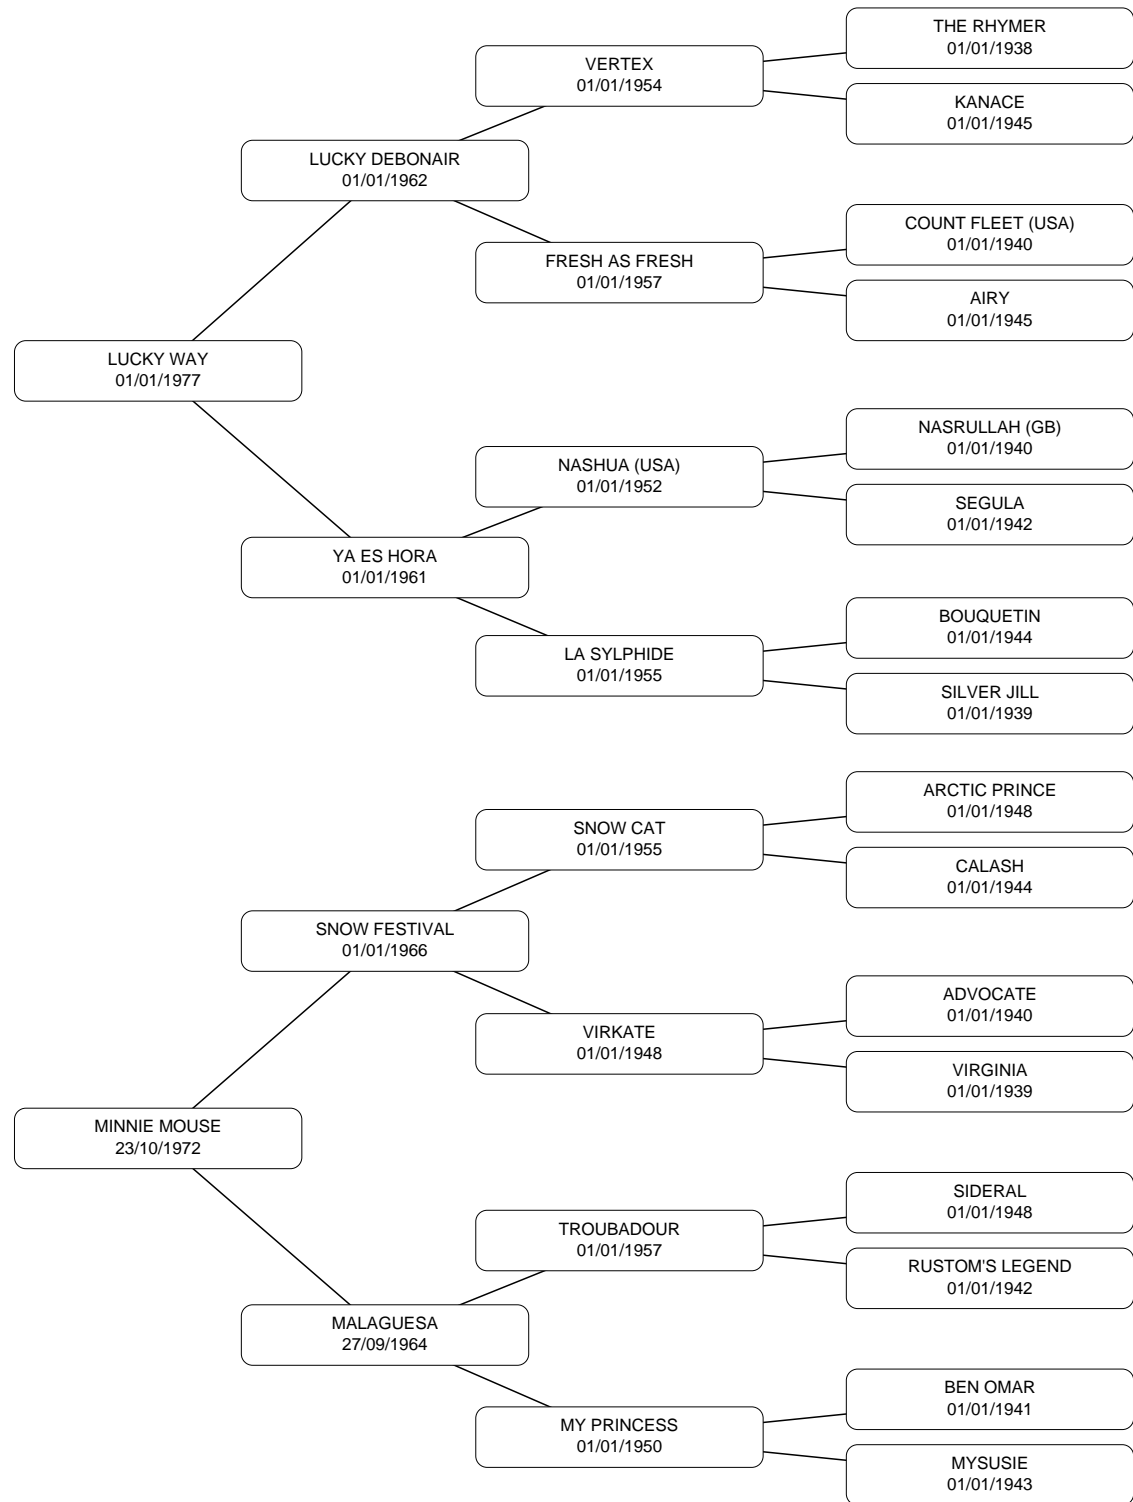 THE RHYMER
01/01/1938
VERTEX
01/01/1954
KANACE
01/01/1945
LUCKY DEBONAIR
01/01/1962
COUNT FLEET (USA)
01/01/1940
FRESH AS FRESH
01/01/1957
AIRY
01/01/1945
LUCKY WAY
01/01/1977
NASRULLAH (GB)
01/01/1940
NASHUA (USA)
01/01/1952
SEGULA
01/01/1942
YA ES HORA
01/01/1961
BOUQUETIN
01/01/1944
LA SYLPHIDE
01/01/1955
SILVER JILL
01/01/1939
ARCTIC PRINCE
01/01/1948
SNOW CAT
01/01/1955
CALASH
01/01/1944
SNOW FESTIVAL
01/01/1966
ADVOCATE
01/01/1940
VIRKATE
01/01/1948
VIRGINIA
01/01/1939
MINNIE MOUSE
23/10/1972
SIDERAL
01/01/1948
TROUBADOUR
01/01/1957
RUSTOM'S LEGEND
01/01/1942
MALAGUESA
27/09/1964
BEN OMAR
01/01/1941
MY PRINCESS
01/01/1950
MYSUSIE
01/01/1943